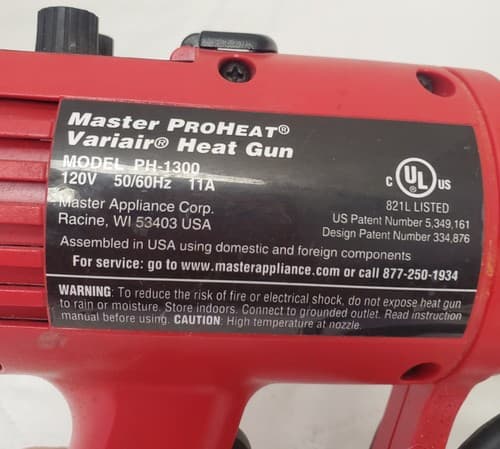 Master PROHEAT®
Variair® Heat Gun
MODEL PH-1300
120V 50/60Hz 11A
Master Appliance Corp.
Racine, WI 53403 USA
C UL US
821L LISTED
US Patent Number 5,349,161
Design Patent Number 334,876
Assembled in USA using domestic and foreign components
For service: go to www.masterappliance.com or call 877-250-1934
WARNING: To reduce the risk of fire or electrical shock, do not expose heat gun
to rain or moisture. Store indoors. Connect to grounded outlet. Read instruction
manual before using. CAUTION: High temperature at nozzle.